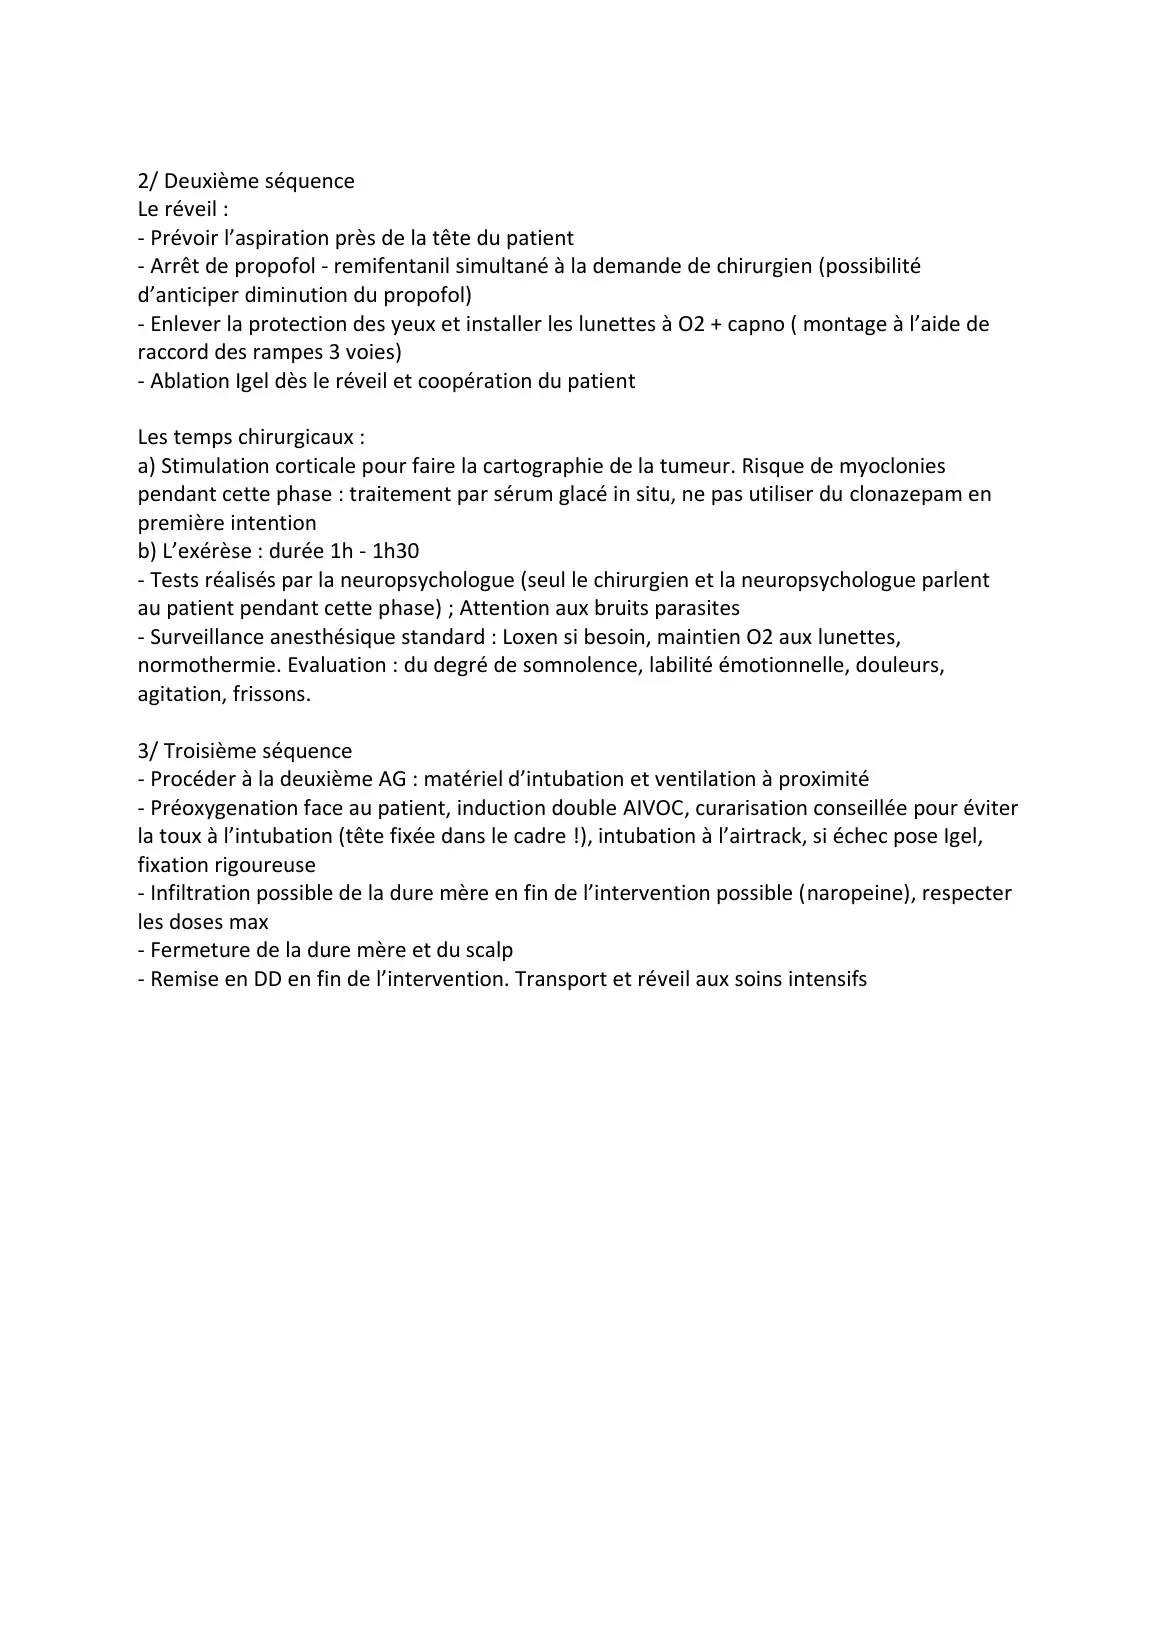 2/ Deuxième séquence
Le réveil :
- Prévoir l’aspiration près de la tête du patient
- Arrêt de propofol - remifentanil simultané à la demande de chirurgien (possibilité
d’anticiper diminution du propofol)
- Enlever la protection des yeux et installer les lunettes à O2 + capno ( montage à l’aide de
raccord des rampes 3 voies)
- Ablation Igel dès le réveil et coopération du patient
Les temps chirurgicaux :
a) Stimulation corticale pour faire la cartographie de la tumeur. Risque de myoclonies
pendant cette phase : traitement par sérum glacé in situ, ne pas utiliser du clonazepam en
première intention
b) L’exérèse : durée 1h - 1h30
- Tests réalisés par la neuropsychologue (seul le chirurgien et la neuropsychologue parlent
au patient pendant cette phase) ; Attention aux bruits parasites
- Surveillance anesthésique standard : Loxen si besoin, maintien O2 aux lunettes,
normothermie. Evaluation : du degré de somnolence, labilité émotionnelle, douleurs,
agitation, frissons.
3/ Troisième séquence
- Procéder à la deuxième AG : matériel d’intubation et ventilation à proximité
- Préoxygenation face au patient, induction double AIVOC, curarisation conseillée pour éviter
la toux à l’intubation (tête fixée dans le cadre !), intubation à l’airtrack, si échec pose Igel,
fixation rigoureuse
- Infiltration possible de la dure mère en fin de l’intervention possible (naropeine), respecter
les doses max
- Fermeture de la dure mère et du scalp
- Remise en DD en fin de l’intervention. Transport et réveil aux soins intensifs